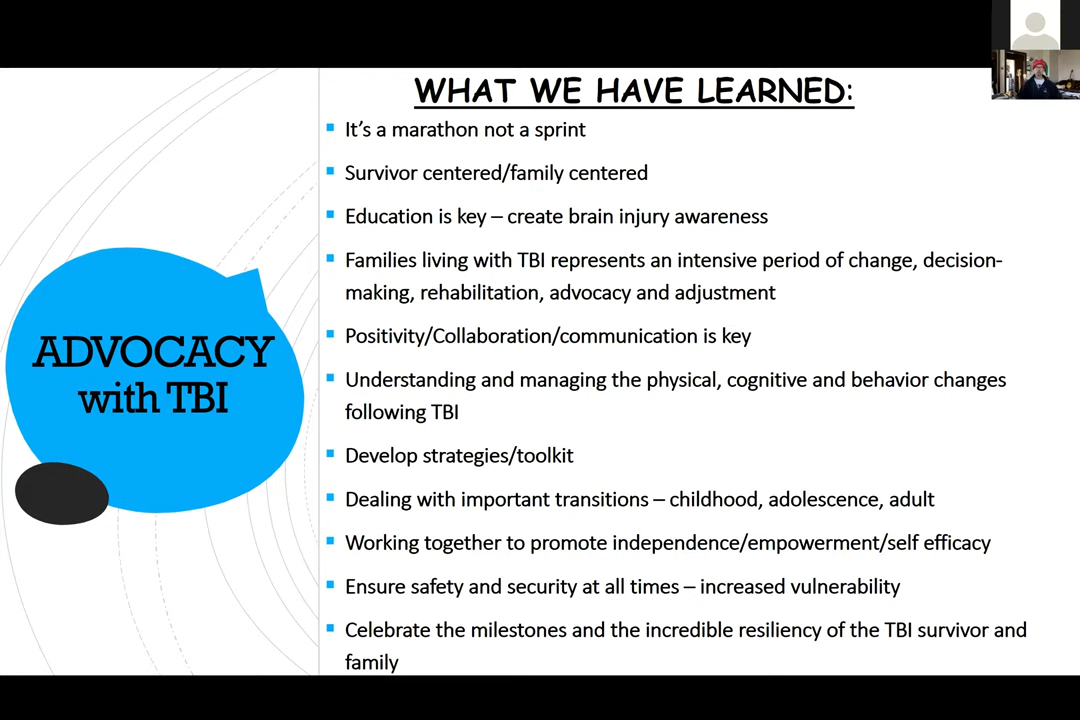 WHAT WE HAVE LEARNED:
It's a marathon not a sprint
Survivor centered/family centered
Education is key – create brain injury awareness
Families living with TBI represents an intensive period of change, decision-
making, rehabilitation, advocacy and adjustment
Positivity/Collaboration/communication is key
Understanding and managing the physical, cognitive and behavior changes
following TBI
Develop strategies/toolkit
Dealing with important transitions – childhood, adolescence, adult
Working together to promote independence/empowerment/self efficacy
Ensure safety and security at all times – increased vulnerability
Celebrate the milestones and the incredible resiliency of the TBI survivor and
family
ADVOCACY
with TBI